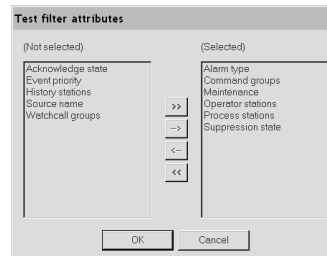 Test filter attributes
(Not selected)
Acknowledge state
Event priority
History stations
Source name
Watchcall groups
>>
-->
<--
<<
(Selected)
Alarm type
Command groups
Maintenance
Operator stations
Process stations
Suppression state
OK
Cancel